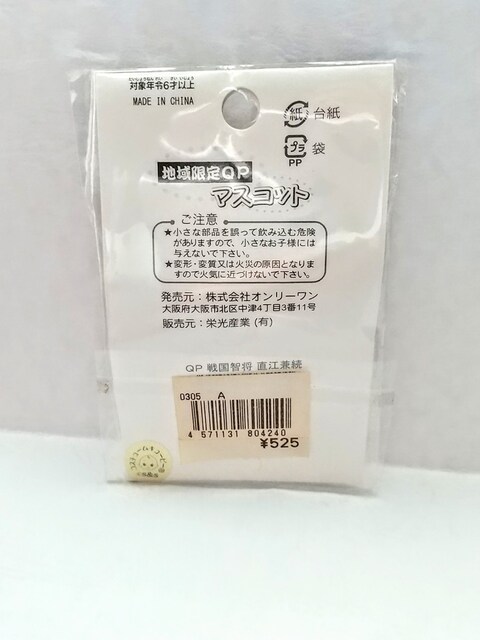 対象年令6才以上
MADE IN CHINA
紙 台紙
プラ 袋
PP
地域限定QP
マスコット
ご注意
★小さな部品を誤って飲み込む危険
がありますので、小さなお子様には
与えないで下さい。
★変形・変質又は火災の原因となりま
すので火気に近づけないで下さい。
発売元：株式会社オンリーワン
大阪府大阪市北区中津4丁目3番11号
販売元：栄光産業(有)
QP 戦国智将 直江兼続
0305 A
4 571131 804240
¥525